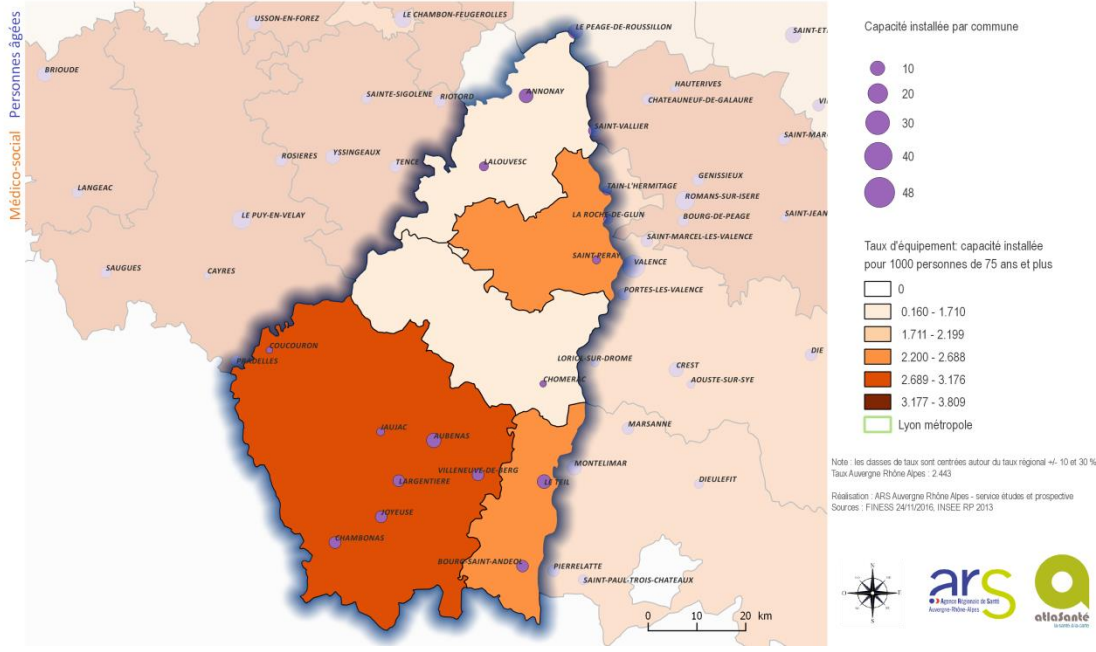 Médico-social Personnes âgées
USSON-EN-FOREZ
LE CHAMBON-FEUGEROLLES
LE PEAGE-DE-ROUSSILLON
SAINT-ET
BRIOUDE
SAINTE-SIGOLENE
RIOTORD
ANNONAY
HAUTERIVES
CHATEAUNEUF-DE-GALAURE
SAINT-VALLIER
SAINT-MAR
ROSIERES
YSSINGEAUX
TENCE
LALOUVESC
LANGEAC
TAIN-L'HERMITAGE
GENISSIEUX
ROMANS-SUR-ISERE
LE PUY-EN-VELAY
LA ROCHE-DE-GLUN
BOURG-DE-PEAGE
SAINT-JEAN
SAINT-MARCEL-LES-VALENCE
SAUGUES
CAYRES
SAINT-PERAY
VALENCE
PORTES-LES-VALENCE
COUCOURON
PRADELLES
LORIOL-SUR-DROME
CREST
DIE
CHOMERAC
AOUSTE-SUR-SYE
JAUJAC
AUBENAS
MARSANNE
VILLENEUVE-DE-BERG
MONTELIMAR
LARGENTIERE
LE TEIL
DIEULEFIT
JOYEUSE
CHAMBONAS
BOURG-SAINT-ANDEOL
PIERRELATTE
SAINT-PAUL-TROIS-CHATEAUX
0 10 20 km
Capacité installée par commune
10
20
30
40
48
Taux d'équipement: capacité installée
pour 1000 personnes de 75 ans et plus
0
0.160 - 1.710
1.711 - 2.199
2.200 - 2.688
2.689 - 3.176
3.177 - 3.809
Lyon métropole
Note : les classes de taux sont centrées autour du taux régional +/- 10 et 30 %
Taux Auvergne Rhône Alpes : 2.443
Réalisation : ARS Auvergne Rhône Alpes - service études et prospective
Sources : FINESS 24/11/2016, INSEE RP 2013
N
O E
S
ars
Agence Régionale de Santé
Auvergne-Rhône-Alpes
atlaSanté
la santé à la carte